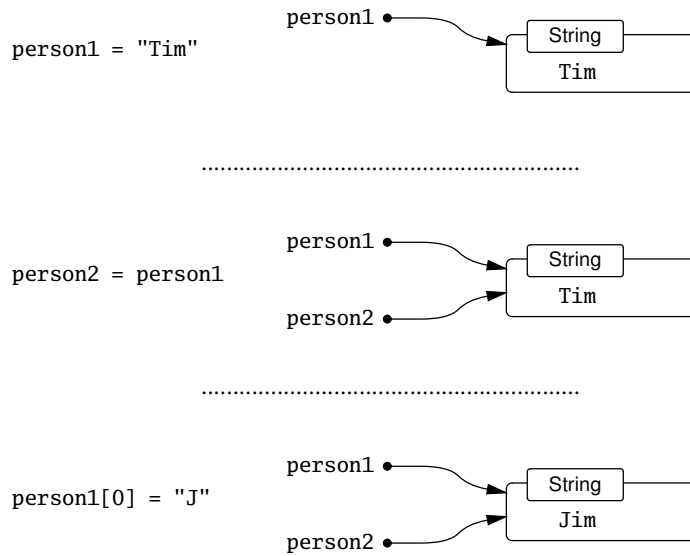 person1
String
person1 = "Tim"
Tim
person1
String
person2 = person1
Tim
person2
person1
String
person1[0] = "J"
Jim
person2